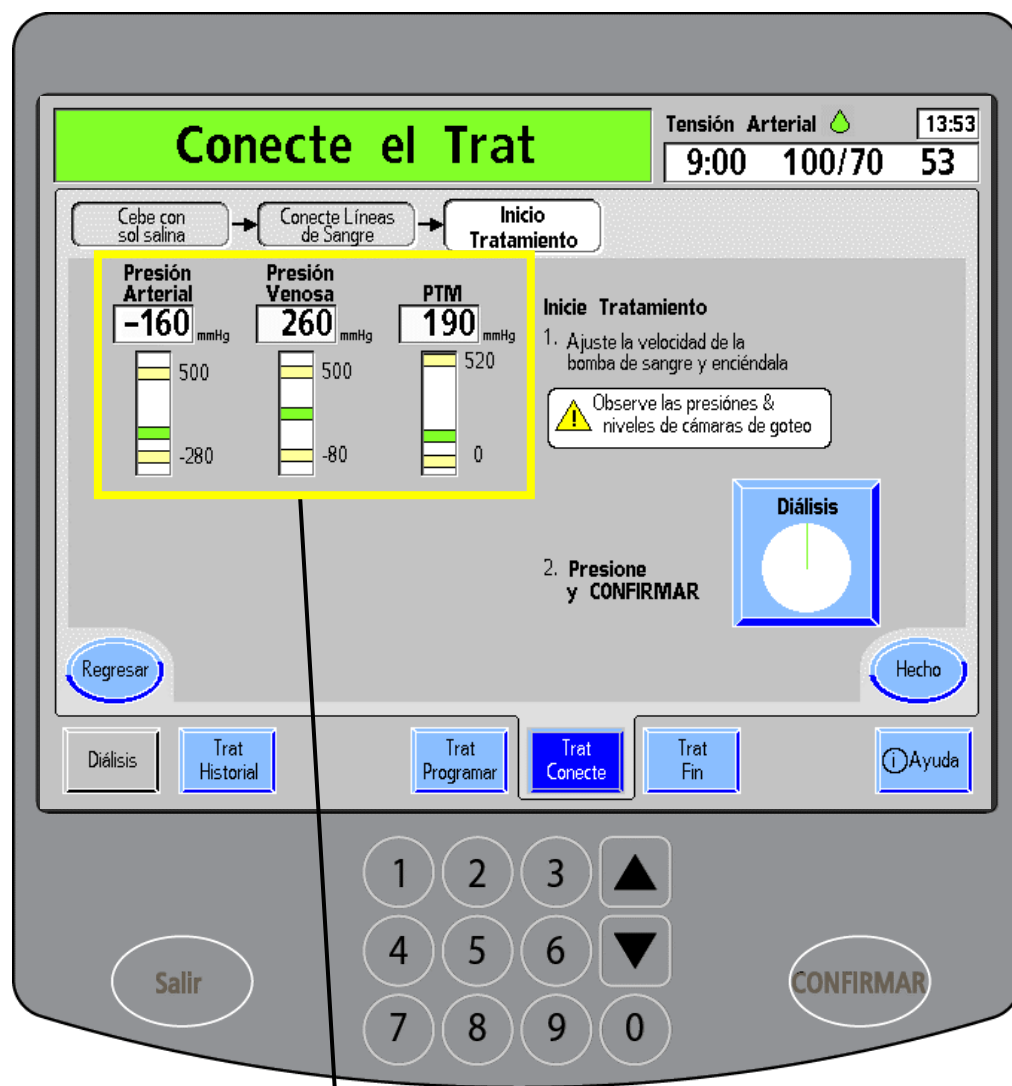 Conecte el Trat
Tensión Arterial
13:53
9:00 100/70 53
Cebe con
sol salina
Conecte Líneas
de Sangre
Inicio
Tratamiento
Presión
Arterial
-160 mmHg
500
-280
Presión
Venosa
260 mmHg
500
-80
PTM
190 mmHg
520
0
Inicie Tratamiento
1. Ajuste la velocidad de la
bomba de sangre y enciéndala
Observe las presiónes &
niveles de cámaras de goteo
Diálisis
2. Presione
y CONFIRMAR
Regresar
Hecho
Diálisis
Trat
Historial
Trat
Programar
Trat
Conecte
Trat
Fin
Ayuda
1 2 3
4 5 6
7 8 9 0
Salir
CONFIRMAR